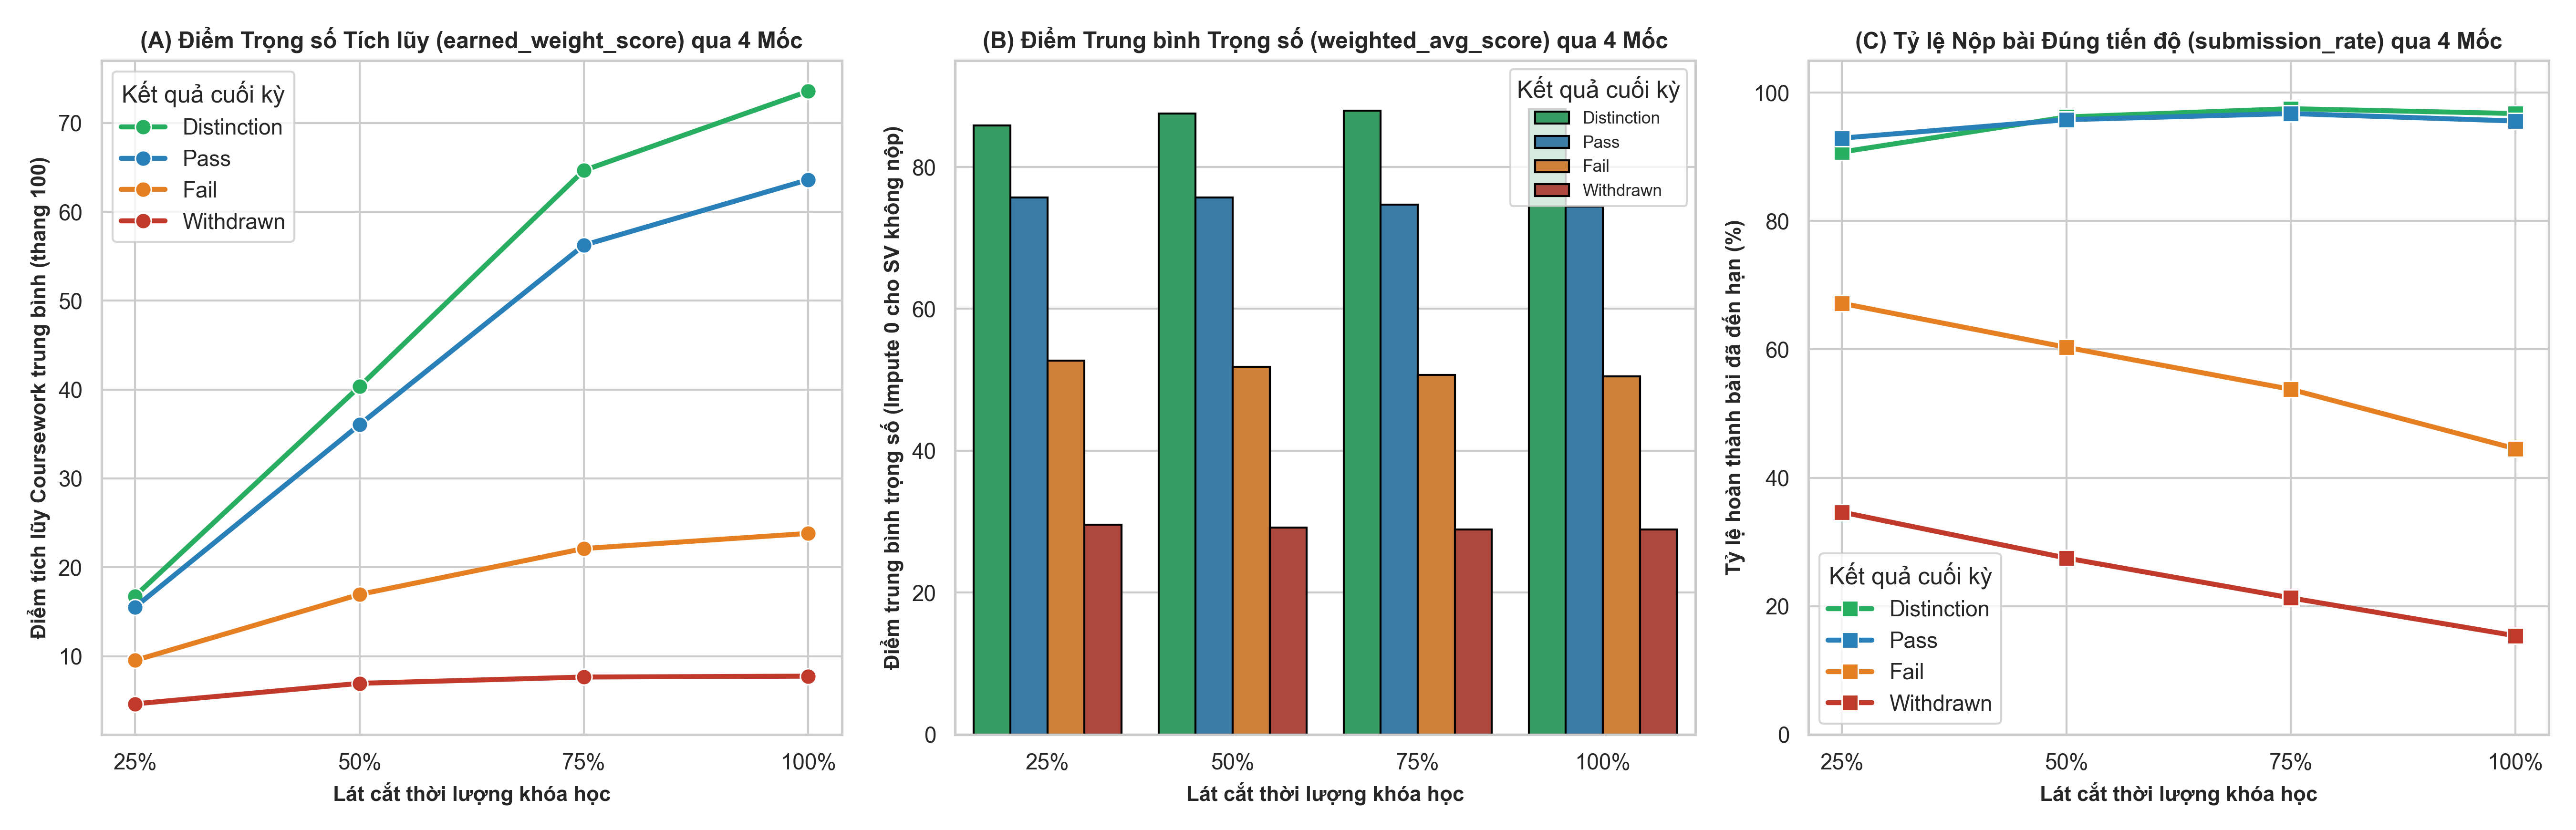 (A) Điểm Trọng số Tích lũy (earned_weight_score) qua 4 Mốc
Điểm tích lũy Coursework trung bình (thang 100)
70
60
50
40
30
20
10
Kết quả cuối kỳ
Distinction
Pass
Fail
Withdrawn
25%
50%
75%
100%
Lát cắt thời lượng khóa học
(B) Điểm Trung bình Trọng số (weighted_avg_score) qua 4 Mốc
Điểm trung bình trọng số (Impute 0 cho SV không nộp)
80
60
40
20
0
Kết quả cuối kỳ
Distinction
Pass
Fail
Withdrawn
25%
50%
75%
100%
Lát cắt thời lượng khóa học
(C) Tỷ lệ Nộp bài Đúng tiến độ (submission_rate) qua 4 Mốc
Tỷ lệ hoàn thành bài đã đến hạn (%)
100
80
60
40
20
0
Kết quả cuối kỳ
Distinction
Pass
Fail
Withdrawn
25%
50%
75%
100%
Lát cắt thời lượng khóa học